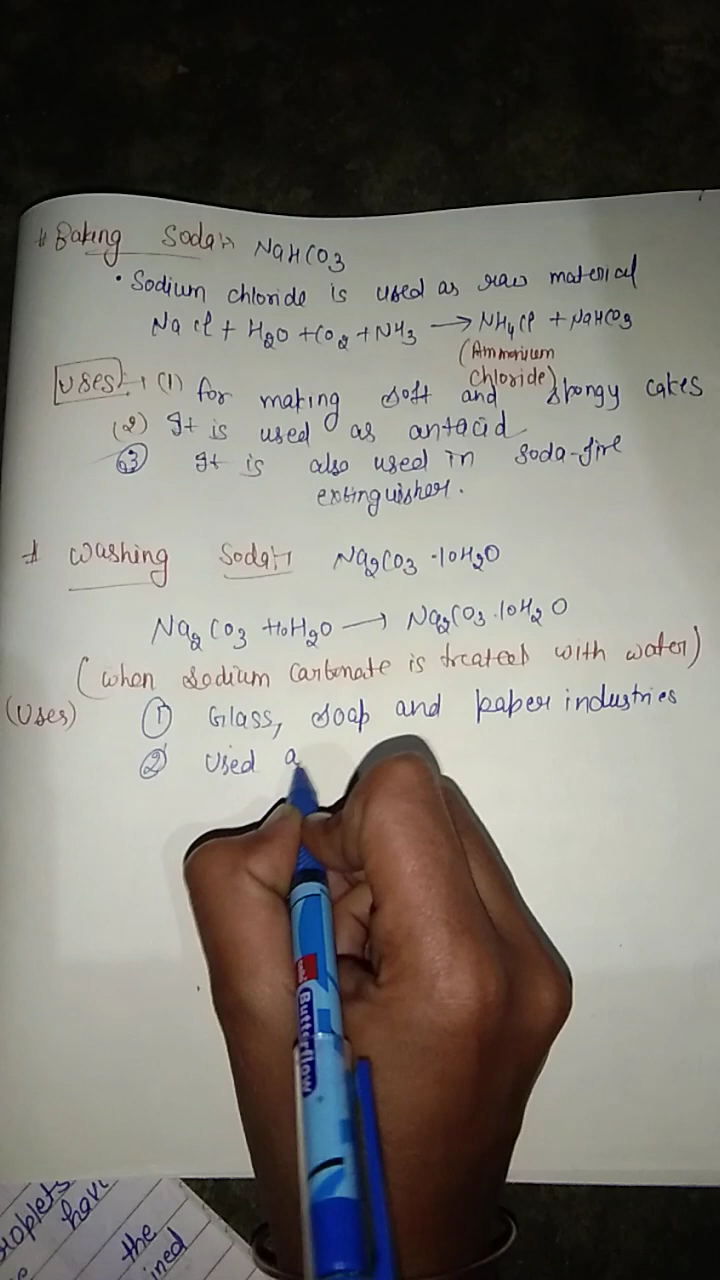 # Baking Soda:- NaHCO3
• Sodium chloride is used as raw material
NaCl + H2O + CO2 + NH3 → NH4Cl + NaHCO3
(Ammonium
Chloride)
Uses:- (1) for making soft and spongy cakes
(2) It is used as antacid
(3) It is also used in soda-fire
extinguisher.
# Washing Soda:- Na2CO3 · 10H2O
Na2CO3 + 10H2O → Na2CO3 . 10H2O
(when sodium carbonate is treated with water)
(Uses) ① Glass, soap and paper industries
② Used a
Butterflow
roplets
hav
the
ined